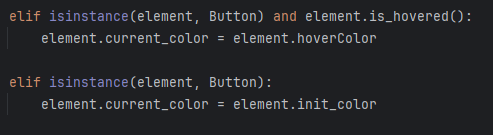 elif isinstance(element, Button) and element.is_hovered():
    element.current_color = element.hoverColor

elif isinstance(element, Button):
    element.current_color = element.init_color